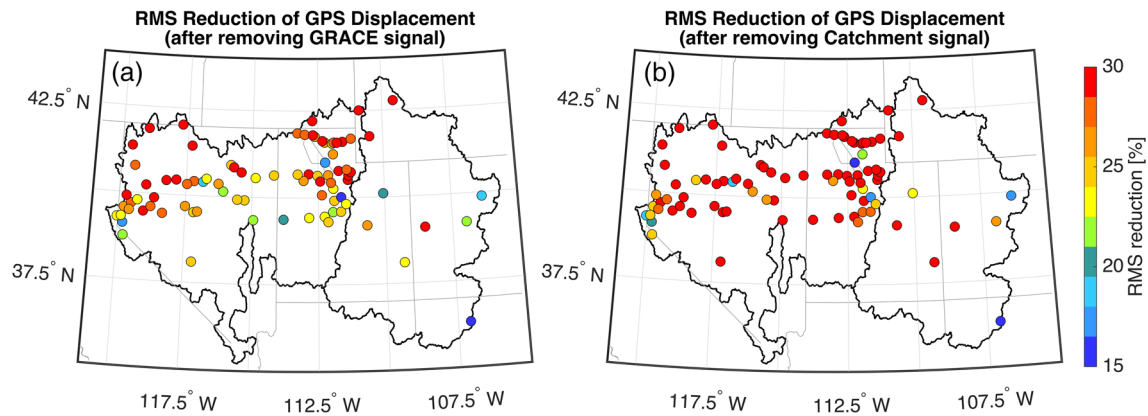 RMS Reduction of GPS Displacement
(after removing GRACE signal)
RMS Reduction of GPS Displacement
(after removing Catchment signal)
(a)
(b)
42.5° N
37.5° N
117.5° W
112.5° W
107.5° W
42.5° N
37.5° N
117.5° W
112.5° W
107.5° W
30
25
20
15
RMS reduction [%]